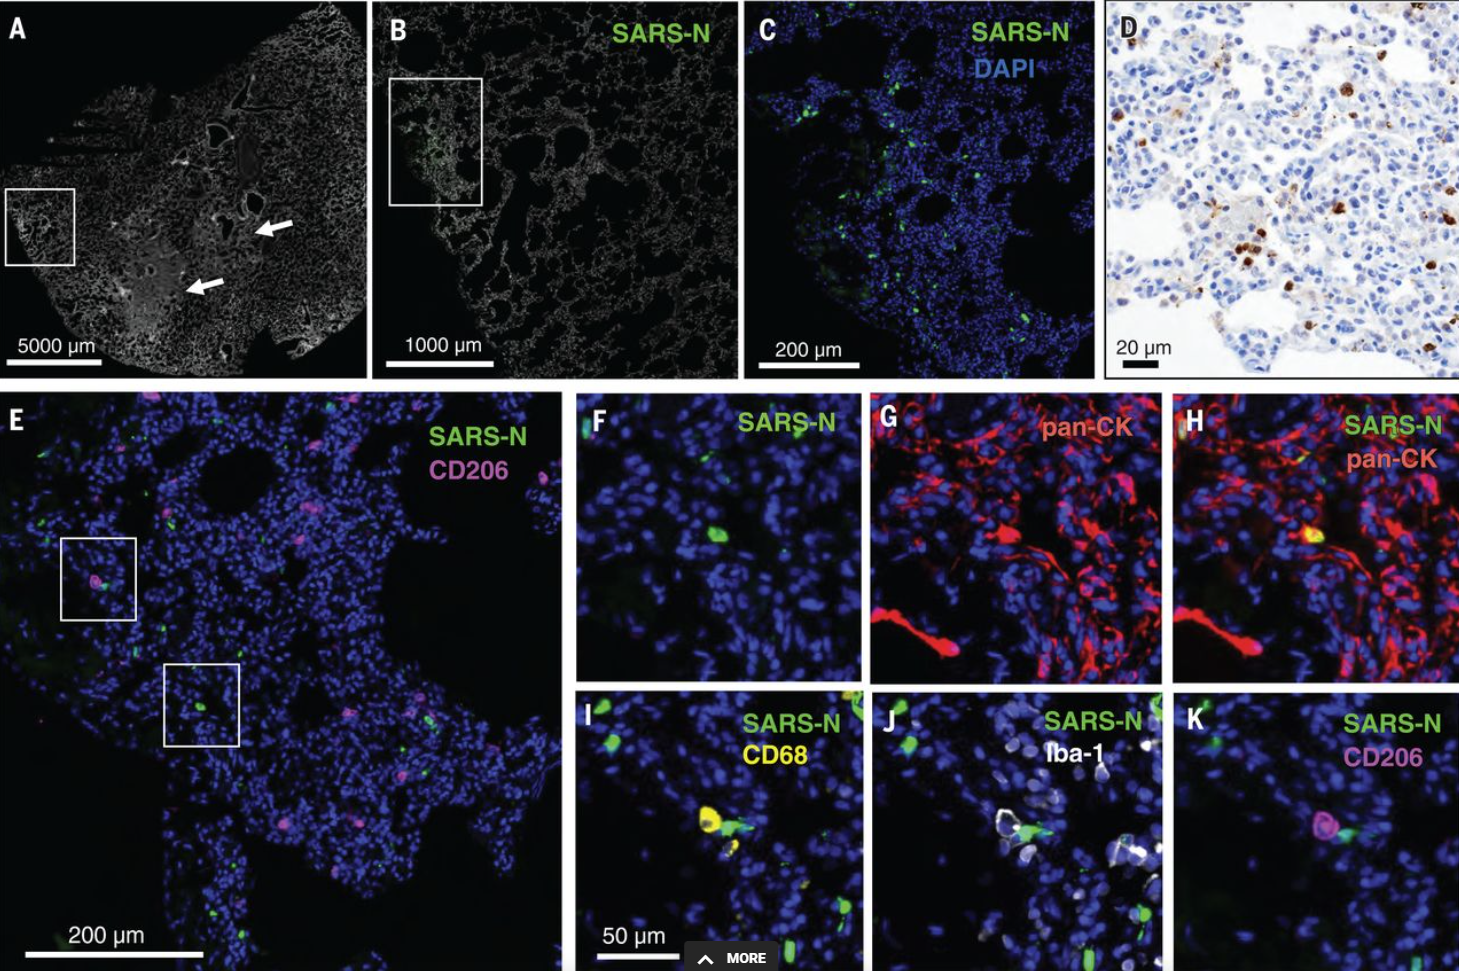 A
5000 µm
B
SARS-N
1000 µm
C
SARS-N
DAPI
200 µm
D
20 µm
E
SARS-N
CD206
200 µm
F
SARS-N
G
pan-CK
H
SARS-N
pan-CK
I
SARS-N
CD68
50 µm
J
SARS-N
Iba-1
K
SARS-N
CD206
MORE